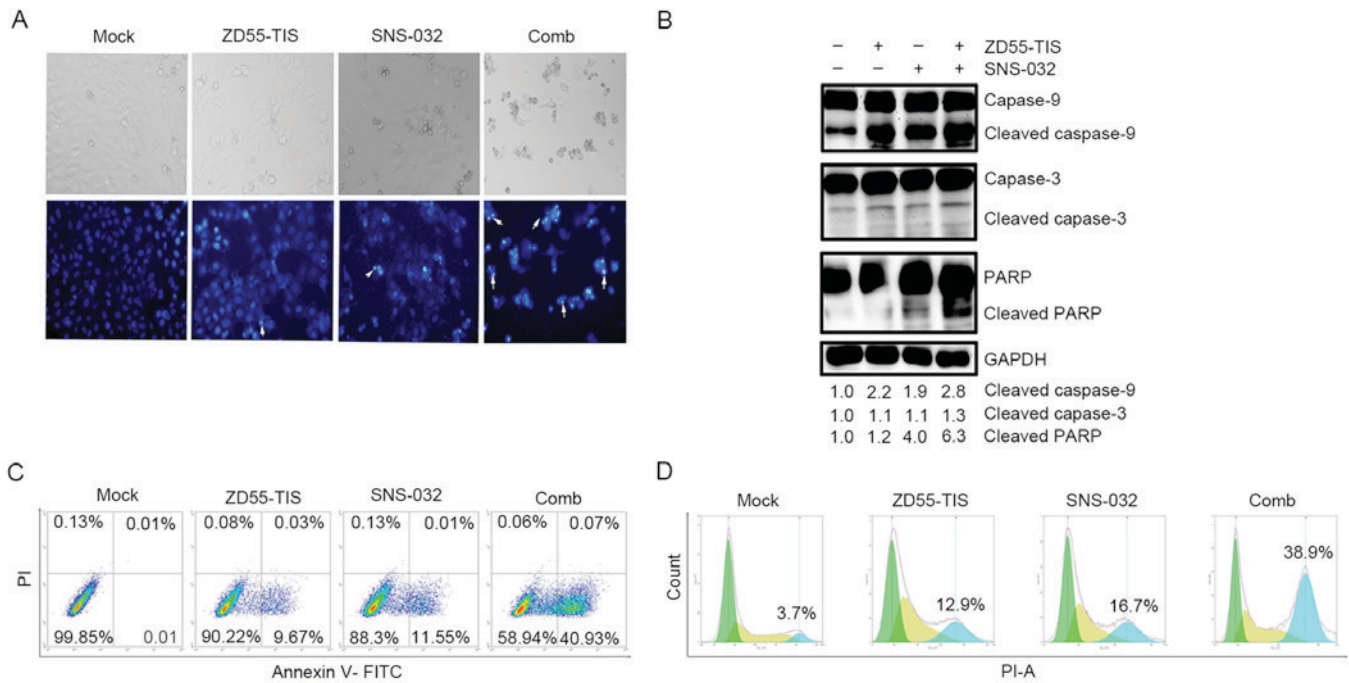 A
Mock ZD55-TIS SNS-032 Comb
B
– + – + ZD55-TIS
– – + + SNS-032
Capase-9
Cleaved caspase-9
Capase-3
Cleaved capase-3
PARP
Cleaved PARP
GAPDH
1.0 2.2 1.9 2.8 Cleaved caspase-9
1.0 1.1 1.1 1.3 Cleaved capase-3
1.0 1.2 4.0 6.3 Cleaved PARP
C
Mock ZD55-TIS SNS-032 Comb
0.13% 0.01% 0.08% 0.03% 0.13% 0.01% 0.06% 0.07%
PI
99.85% 0.01 90.22% 9.67% 88.3% 11.55% 58.94% 40.93%
Annexin V- FITC
D
Mock ZD55-TIS SNS-032 Comb
Count
3.7% 12.9% 16.7% 38.9%
PI-A